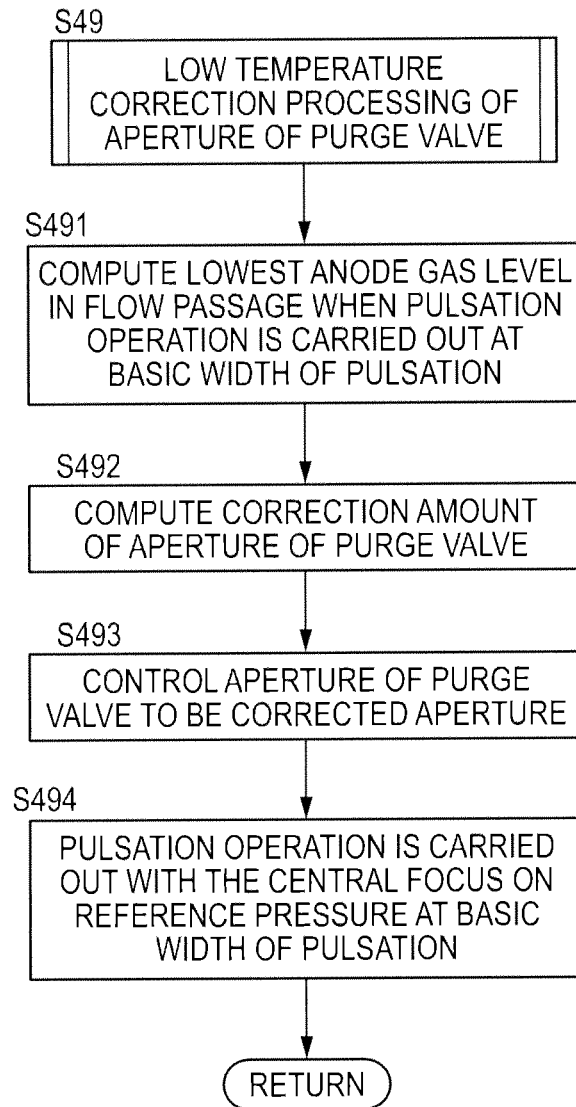 S49
LOW TEMPERATURE
CORRECTION PROCESSING OF
APERTURE OF PURGE VALVE
S491
COMPUTE LOWEST ANODE GAS LEVEL
IN FLOW PASSAGE WHEN PULSATION
OPERATION IS CARRIED OUT AT
BASIC WIDTH OF PULSATION
S492
COMPUTE CORRECTION AMOUNT
OF APERTURE OF PURGE VALVE
S493
CONTROL APERTURE OF PURGE
VALVE TO BE CORRECTED APERTURE
S494
PULSATION OPERATION IS CARRIED
OUT WITH THE CENTRAL FOCUS ON
REFERENCE PRESSURE AT BASIC
WIDTH OF PULSATION
RETURN